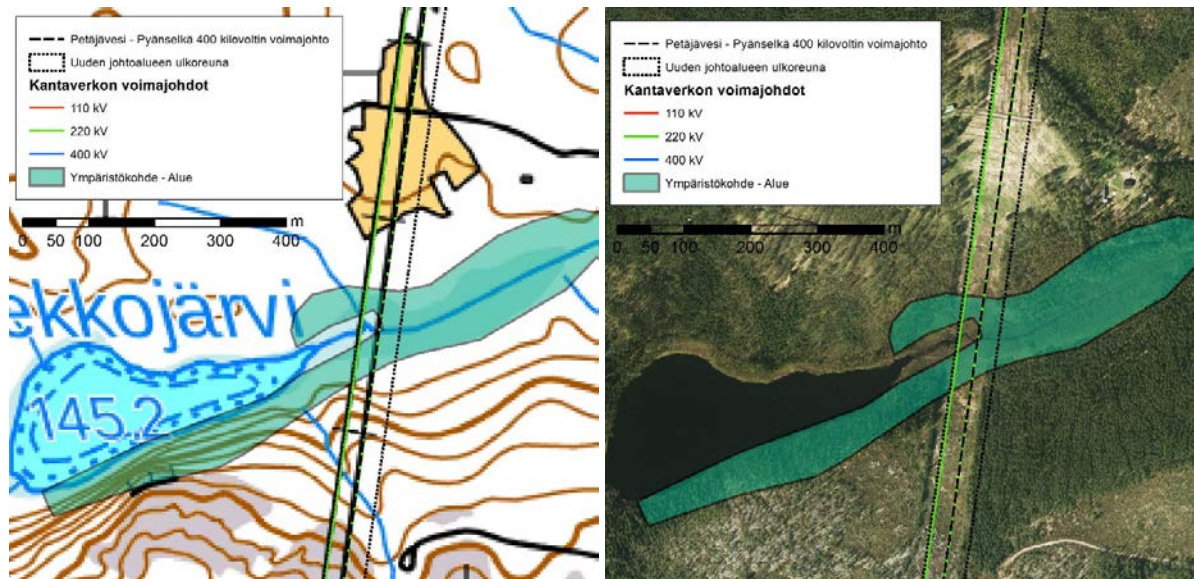 Petäjävesi - Pyänselkä 400 kilovoltin voimajohto
Uuden johtoalueen ulkoreuna
Kantaverkon voimajohdot
110 kV
220 kV
400 kV
Ympäristökohde - Alue
0 50 100 200 300 400 m
ekkojärvi
145.2
Petäjävesi - Pyänselkä 400 kilovoltin voimajohto
Uuden johtoalueen ulkoreuna
Kantaverkon voimajohdot
110 kV
220 kV
400 kV
Ympäristökohde - Alue
0 50 100 200 300 400 m